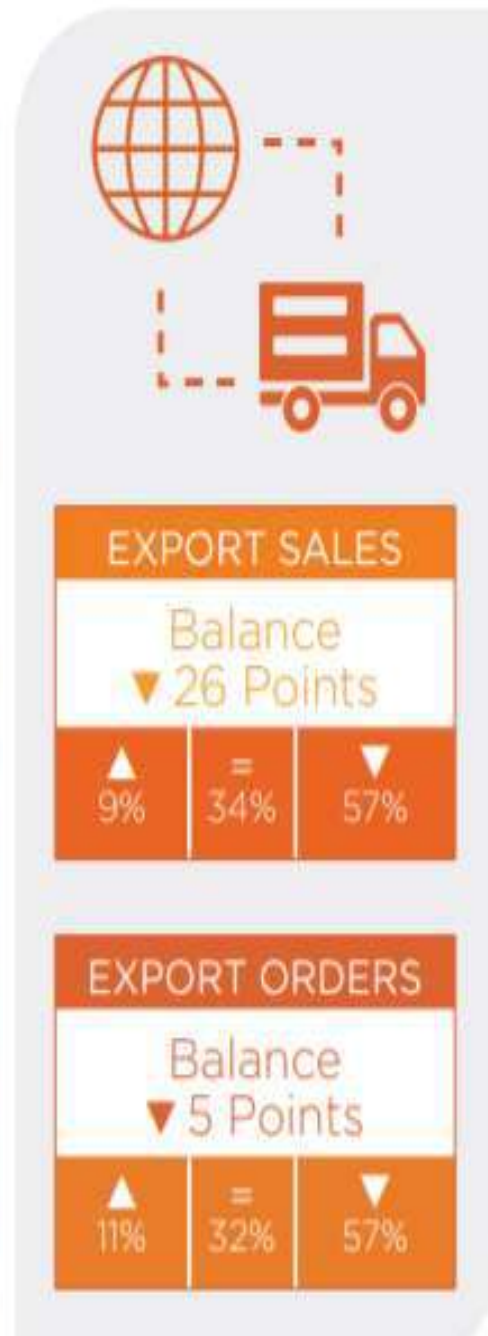 EXPORT SALES
Balance
▼ 26 Points
▲ = ▼
9% 34% 57%
EXPORT ORDERS
Balance
▼ 5 Points
▲ = ▼
11% 32% 57%